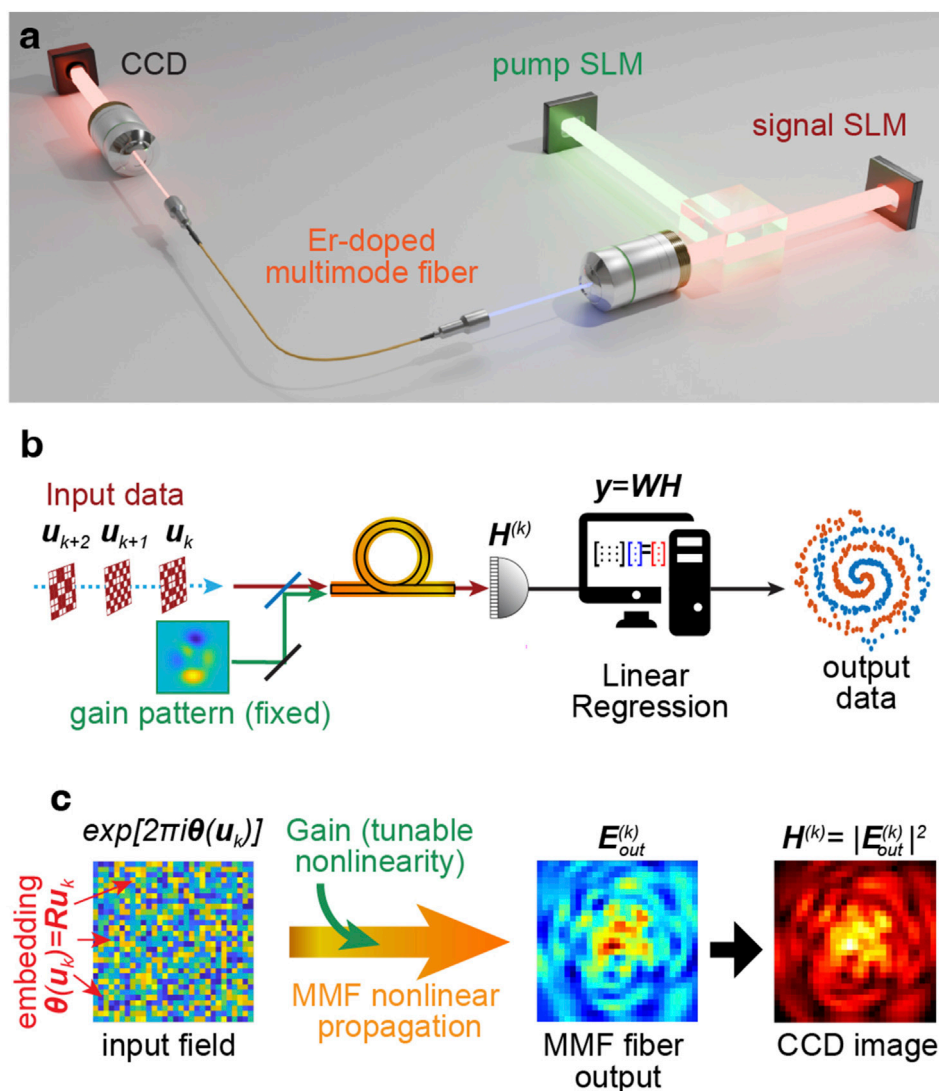 a
CCD
pump SLM
signal SLM
Er-doped
multimode fiber
b
Input data
u_{k+2} u_{k+1} u_k
gain pattern (fixed)
H^{(k)}
y=WH
Linear
Regression
output
data
c
exp[2πiθ(u_k)]
embedding
θ(u_k)=Ru_k
input field
Gain (tunable
nonlinearity)
MMF nonlinear
propagation
E_{out}^{(k)}
MMF fiber
output
H^{(k)}= |E_{out}^{(k)}|^2
CCD image